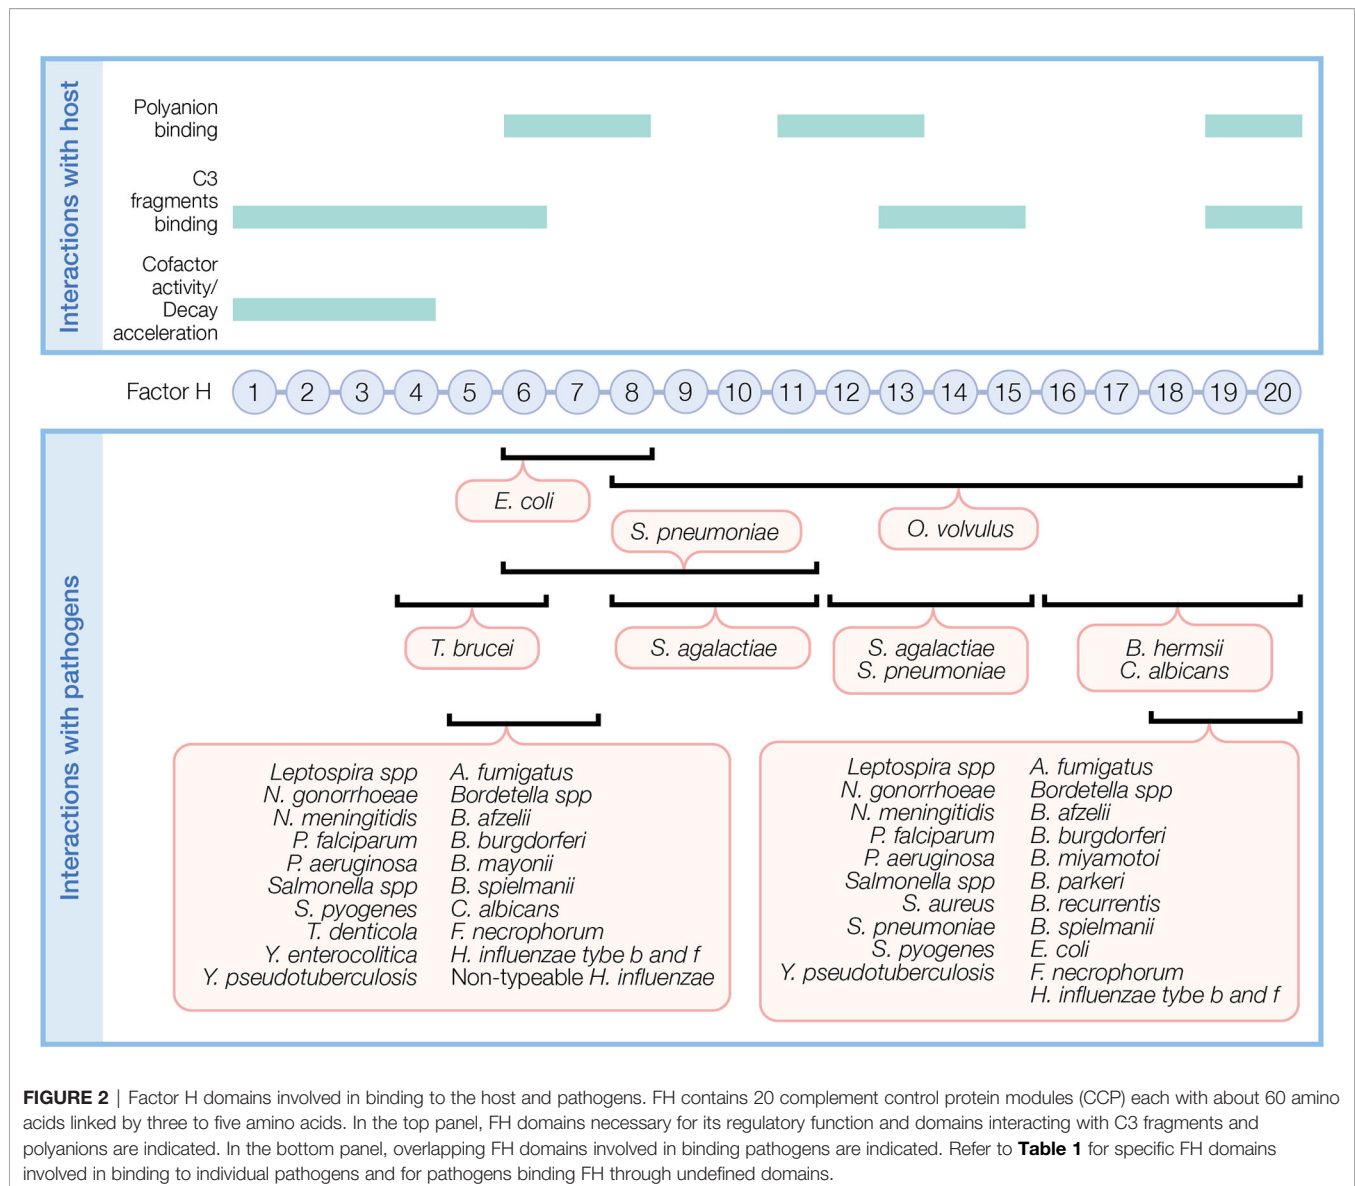 Interactions with host
Polyanion
binding
C3
fragments
binding
Cofactor
activity/
Decay
acceleration
Factor H 1 2 3 4 5 6 7 8 9 10 11 12 13 14 15 16 17 18 19 20
Interactions with pathogens
E. coli
O. volvulus
S. pneumoniae
T. brucei
S. agalactiae
S. agalactiae
S. pneumoniae
B. hermsii
C. albicans
Leptospira spp
N. gonorrhoeae
N. meningitidis
P. falciparum
P. aeruginosa
Salmonella spp
S. pyogenes
T. denticola
Y. enterocolitica
Y. pseudotuberculosis
A. fumigatus
Bordetella spp
B. afzelii
B. burgdorferi
B. mayonii
B. spielmanii
C. albicans
F. necrophorum
H. influenzae tybe b and f
Non-typeable H. influenzae
Leptospira spp
N. gonorrhoeae
N. meningitidis
P. falciparum
P. aeruginosa
Salmonella spp
S. aureus
S. pneumoniae
S. pyogenes
Y. pseudotuberculosis
A. fumigatus
Bordetella spp
B. afzelii
B. burgdorferi
B. miyamotoi
B. parkeri
B. recurrentis
B. spielmanii
E. coli
F. necrophorum
H. influenzae tybe b and f
FIGURE 2 | Factor H domains involved in binding to the host and pathogens. FH contains 20 complement control protein modules (CCP) each with about 60 amino
acids linked by three to five amino acids. In the top panel, FH domains necessary for its regulatory function and domains interacting with C3 fragments and
polyanions are indicated. In the bottom panel, overlapping FH domains involved in binding pathogens are indicated. Refer to Table 1 for specific FH domains
involved in binding to individual pathogens and for pathogens binding FH through undefined domains.